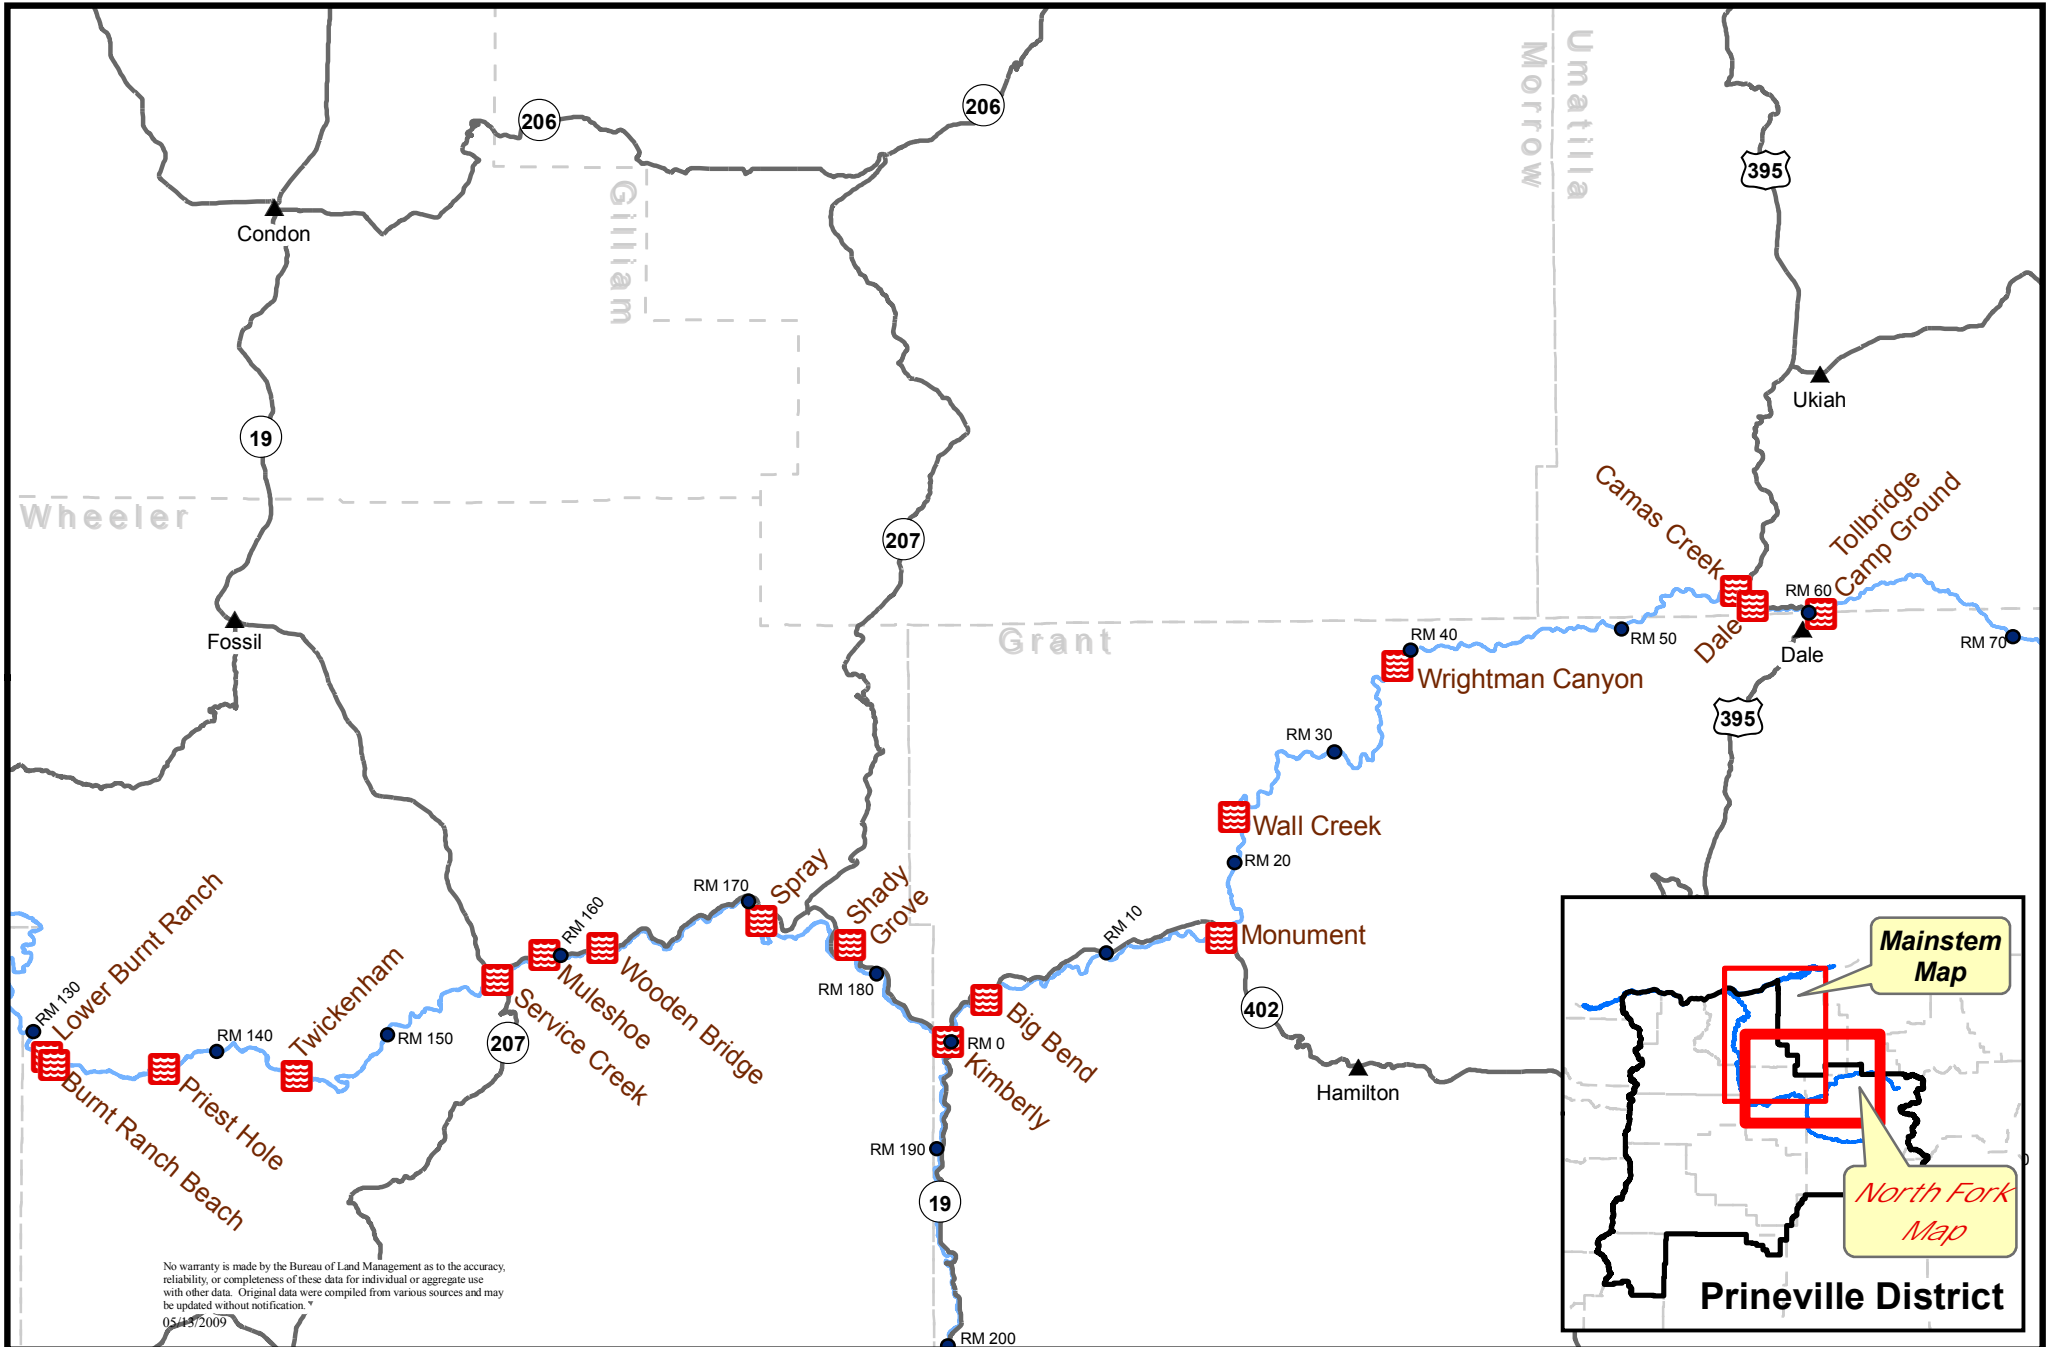 Umatilla
Morrow
206
206
395
Gilliam
Condon
Ukiah
19
Wheeler
207
Camas Creek
Tollbridge
Camp Ground
RM 60
Fossil
Grant
RM 40
RM 50
Dale
Dale
RM 70
Wrightman Canyon
395
RM 30
Wall Creek
RM 20
RM 170
Spray
Shady
Grove
RM 160
RM 10
Monument
Lower Burnt Ranch
Twickenham
RM 130
RM 140
RM 150
Service Creek
Muleshoe
Wooden Bridge
RM 180
Big Bend
RM 0
Kimberly
207
402
Hamilton
Burnt Ranch Beach
Priest Hole
RM 190
19
RM 200
Mainstem
Map
North Fork
Map
Prineville District
No warranty is made by the Bureau of Land Management as to the accuracy,
reliability, or completeness of these data for individual or aggregate use
with other data. Original data were compiled from various sources and may
be updated without notification.
05/13/2009